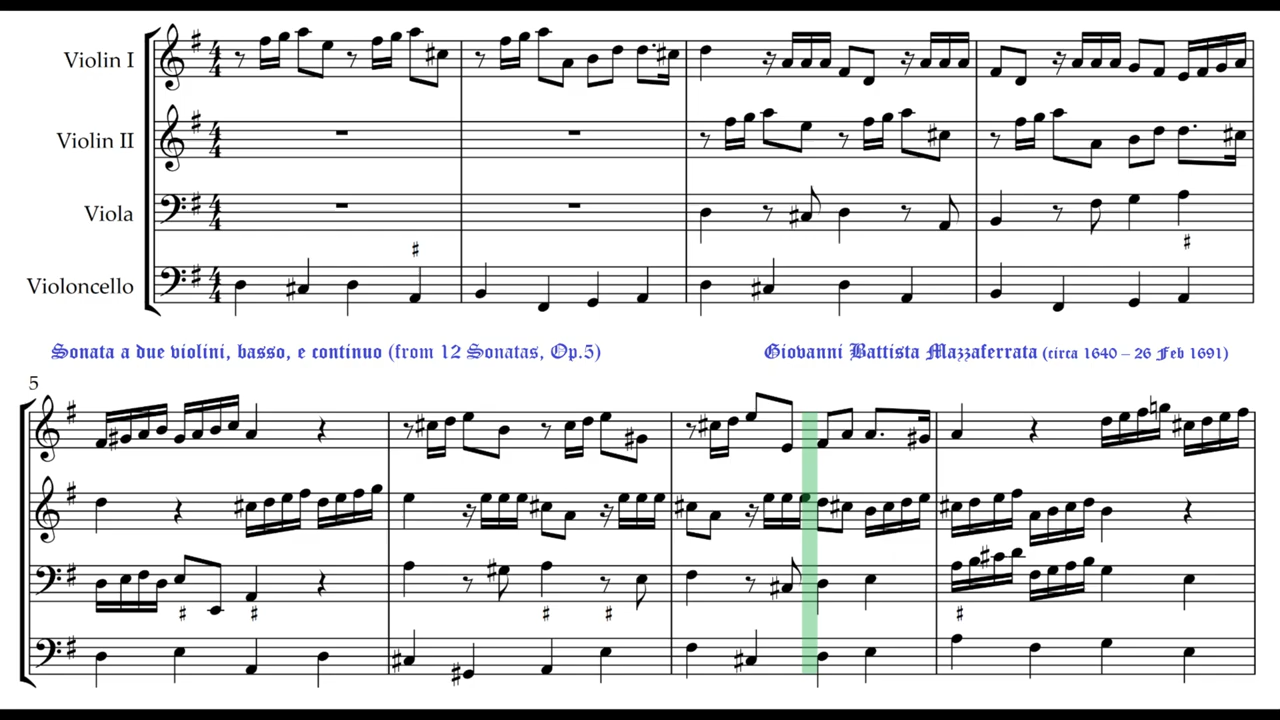 Violin I
Violin II
Viola
Violoncello
Sonata a due violini, basso, e continuo (from 12 Sonatas, Op.5)
Giovanni Battista Mazzaferrata (circa 1640 – 26 Feb 1691)
5